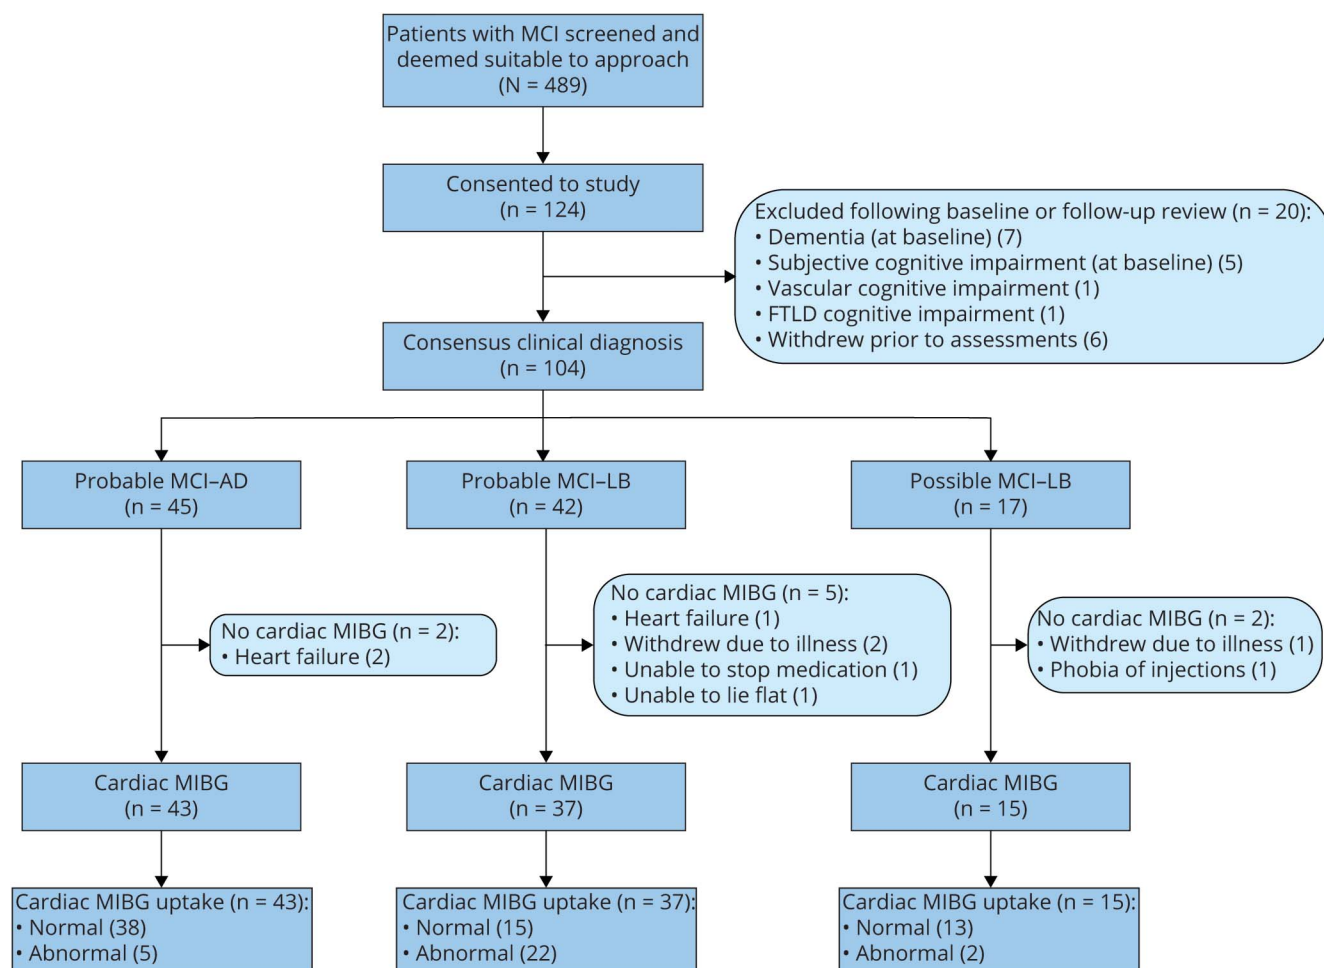 Patients with MCI screened and
deemed suitable to approach
(N = 489)
Consented to study
(n = 124)
Excluded following baseline or follow-up review (n = 20):
• Dementia (at baseline) (7)
• Subjective cognitive impairment (at baseline) (5)
• Vascular cognitive impairment (1)
• FTLD cognitive impairment (1)
• Withdrew prior to assessments (6)
Consensus clinical diagnosis
(n = 104)
Probable MCI–AD
(n = 45)
Probable MCI–LB
(n = 42)
Possible MCI–LB
(n = 17)
No cardiac MIBG (n = 2):
• Heart failure (2)
No cardiac MIBG (n = 5):
• Heart failure (1)
• Withdrew due to illness (2)
• Unable to stop medication (1)
• Unable to lie flat (1)
No cardiac MIBG (n = 2):
• Withdrew due to illness (1)
• Phobia of injections (1)
Cardiac MIBG
(n = 43)
Cardiac MIBG
(n = 37)
Cardiac MIBG
(n = 15)
Cardiac MIBG uptake (n = 43):
• Normal (38)
• Abnormal (5)
Cardiac MIBG uptake (n = 37):
• Normal (15)
• Abnormal (22)
Cardiac MIBG uptake (n = 15):
• Normal (13)
• Abnormal (2)